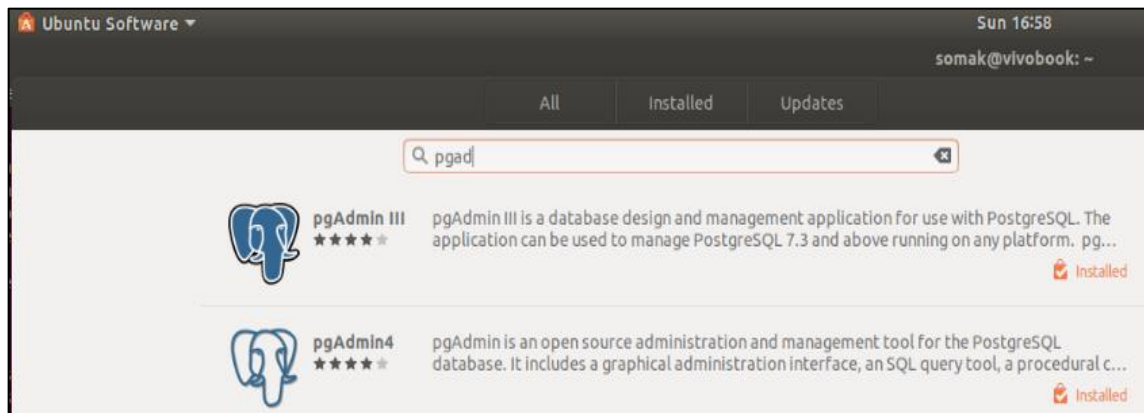 Ubuntu Software
Sun 16:58
somak@vivobook: ~
All Installed Updates
pgad
pgAdmin III
pgAdmin III is a database design and management application for use with PostgreSQL. The
application can be used to manage PostgreSQL 7.3 and above running on any platform. pg...
Installed
pgAdmin4
pgAdmin is an open source administration and management tool for the PostgreSQL
database. It includes a graphical administration interface, an SQL query tool, a procedural c...
Installed